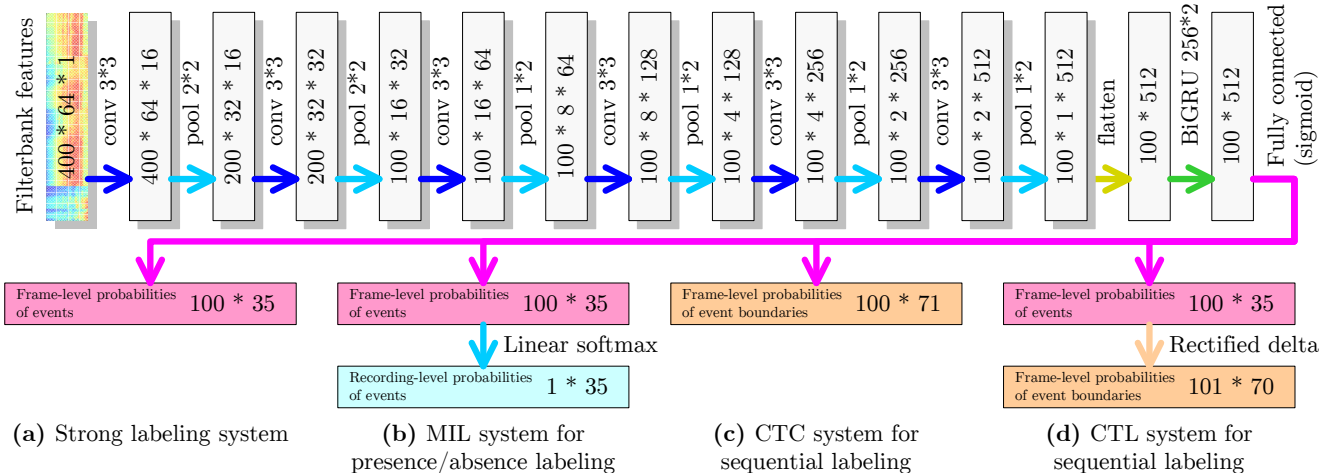 Filterbank features
400 * 64 * 1
conv 3*3
400 * 64 * 16
pool 2*2
200 * 32 * 16
conv 3*3
200 * 32 * 32
pool 2*2
100 * 16 * 32
conv 3*3
100 * 16 * 64
pool 1*2
100 * 8 * 64
conv 3*3
100 * 8 * 128
pool 1*2
100 * 4 * 128
conv 3*3
100 * 4 * 256
pool 1*2
100 * 2 * 256
conv 3*3
100 * 2 * 512
pool 1*2
100 * 1 * 512
flatten
100 * 512
BiGRU 256*2
100 * 512
Fully connected
(sigmoid)
Frame-level probabilities
of events
100 * 35
Frame-level probabilities
of events
100 * 35
Frame-level probabilities
of event boundaries
100 * 71
Frame-level probabilities
of events
100 * 35
Linear softmax
Rectified delta
Recording-level probabilities
of events
1 * 35
Frame-level probabilities
of event boundaries
101 * 70
(a) Strong labeling system
(b) MIL system for
presence/absence labeling
(c) CTC system for
sequential labeling
(d) CTL system for
sequential labeling